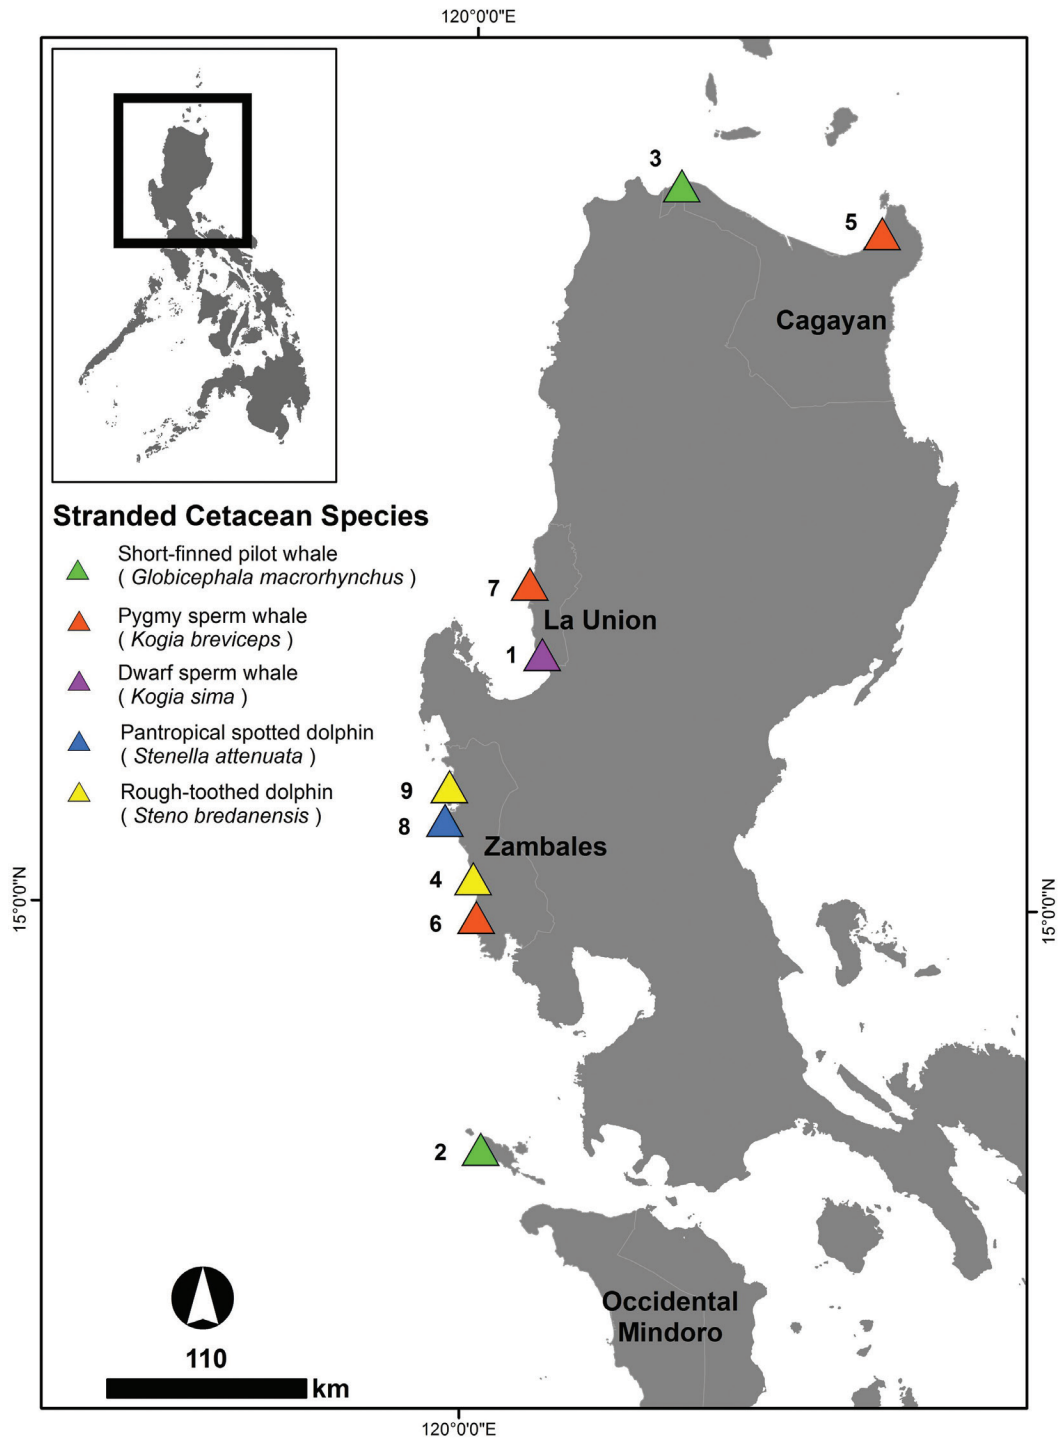 120°0'0"E
3
5
Cagayan
Stranded Cetacean Species
Short-finned pilot whale
( Globicephala macrorhynchus )
Pygmy sperm whale
( Kogia breviceps )
Dwarf sperm whale
( Kogia sima )
Pantropical spotted dolphin
( Stenella attenuata )
Rough-toothed dolphin
( Steno bredanensis )
7
La Union
1
9
8
Zambales
4
6
15°0'0"N
15°0'0"N
2
Occidental
Mindoro
110
km
120°0'0"E